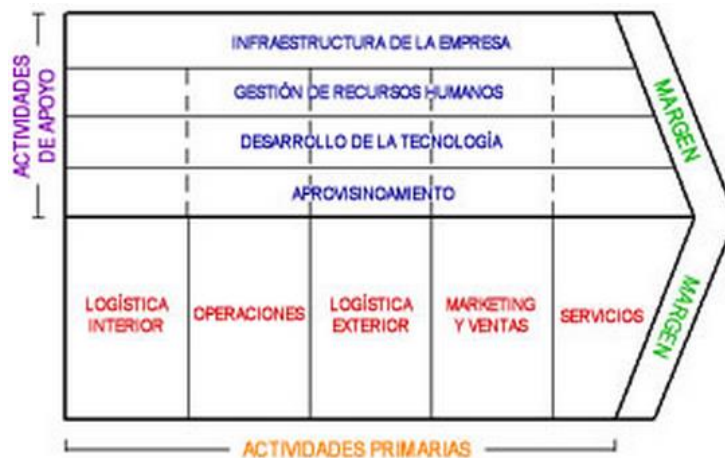 ACTIVIDADES
DE APOYO
INFRAESTRUCTURA DE LA EMPRESA
GESTIÓN DE RECURSOS HUMANOS
DESARROLLO DE LA TECNOLOGÍA
APROVISINOAMIENTO
MARGEN
LOGÍSTICA
INTERIOR
OPERACIONES
LOGÍSTICA
EXTERIOR
MARKETING
Y VENTAS
SERVICIOS
MARGEN
ACTIVIDADES PRIMARIAS